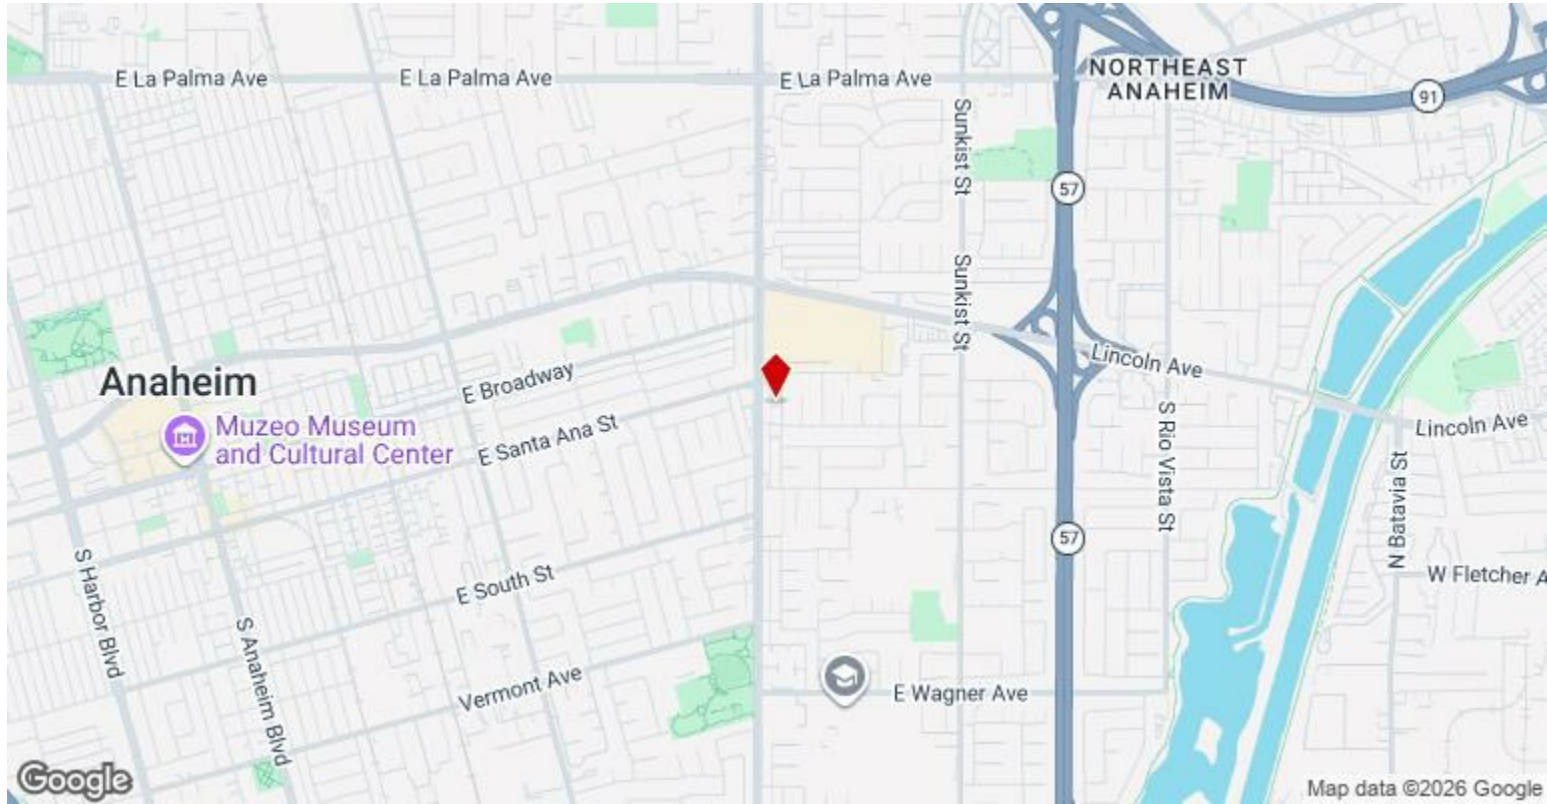 E La Palma Ave
E La Palma Ave
E La Palma Ave
NORTHEAST
ANAHEIM
91
Sunkist St
57
Sunkist St
Lincoln Ave
Anaheim
E Broadway
Muzeo Museum
and Cultural Center
E Santa Ana St
S Rio Vista St
Lincoln Ave
N Batavia St
57
S Harbor Blvd
E South St
W Fletcher A
S Anaheim Blvd
Vermont Ave
E Wagner Ave
Google
Map data ©2026 Google